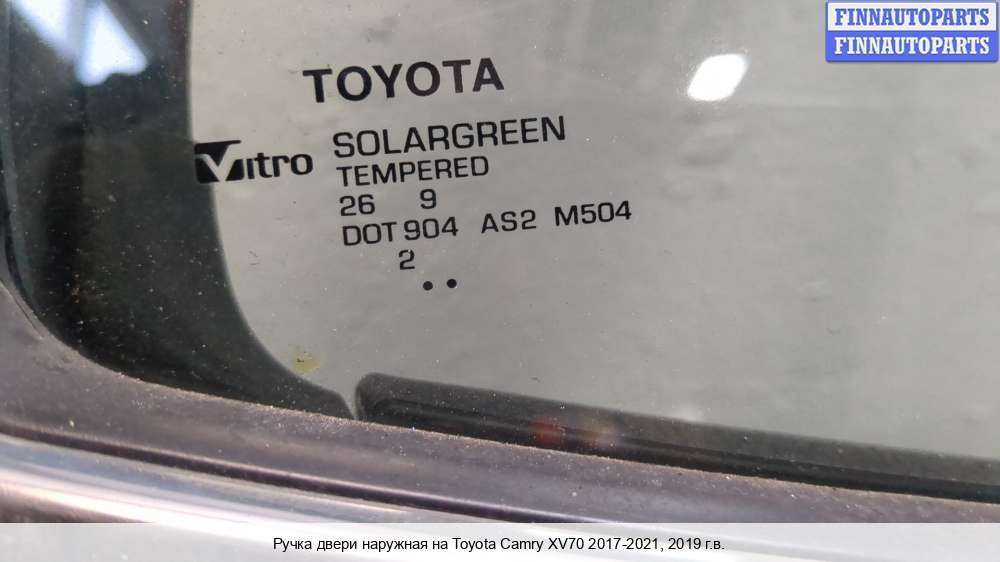 FINNAUTOPARTS
FINNAUTOPARTS
TOYOTA
Vitro SOLARGREEN
TEMPERED
26 9
DOT 904 AS2 M504
2
Ручка двери наружная на Toyota Camry XV70 2017-2021, 2019 г.в.